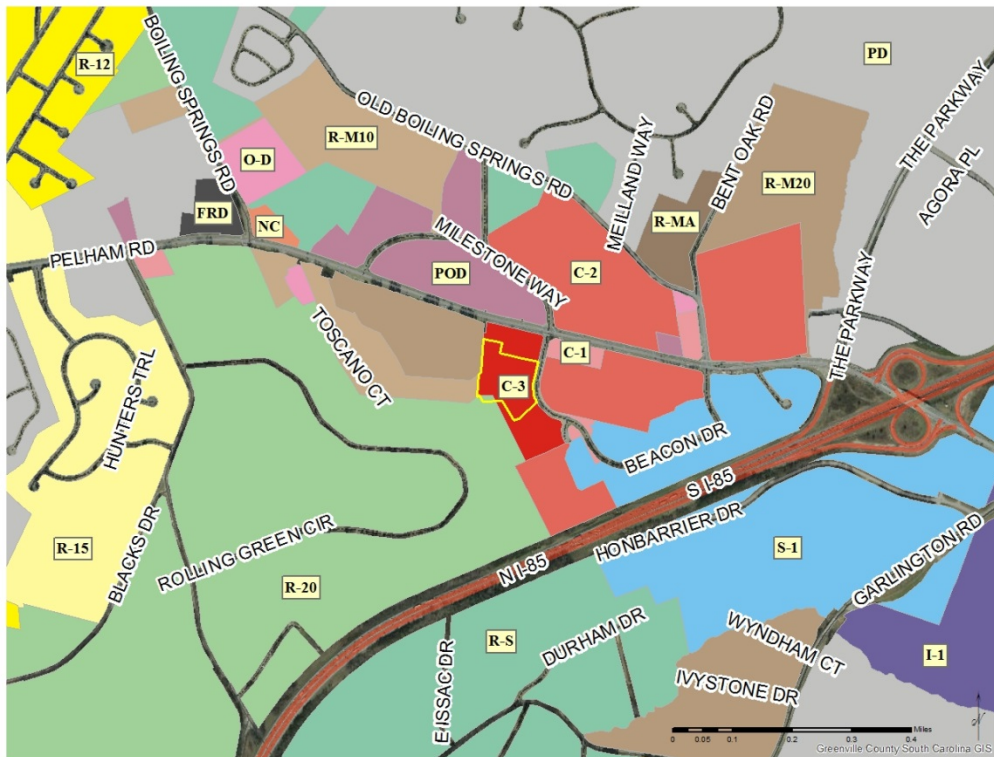 R-12
BOILING SPRINGS RD
PD
THE PARKWAY
OLD BOILING SPRINGS RD
R-M10
O-D
MEILLAND WAY
BENT OAK RD
R-M20
AGORA PL
FRD
NC
R-MA
PELHAM RD
MILESTONE WAY
POD
C-2
TOSCANO CT
C-1
THE PARKWAY
C-3
HUNTERS TRL
BEACON DR
S I-85
HONBARRIER DR
R-15
BLACKS DR
ROLLING GREEN CIR
N I-85
S-1
GARLINGTON RD
R-20
R-S
DURHAM DR
WYNDHAM CT
I-1
E ISSAC DR
IVYSTONE DR
Miles
0 0.05 0.1 0.2 0.3 0.4
N
Greenville County South Carolina GIS